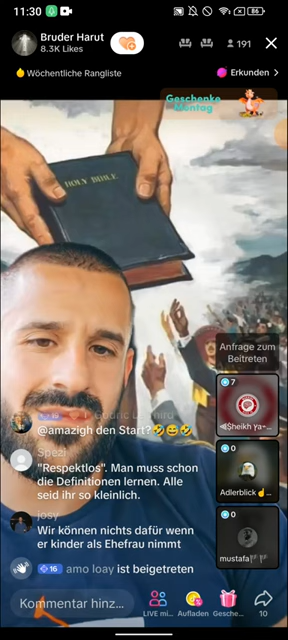 11:30
86
Bruder Harut
8.3K Likes
191
Wöchentliche Rangliste
Erkunden >
Geschenke
Montag
HOLY BIBLE
Anfrage zum
Beitreten
7
@amazigh den Start?🤣😅🤣
Spezi
"Respektlos". Man muss schon
die Definitionen lernen. Alle
seid ihr so kleinlich.
0
Adlerblick☝
josy
Wir können nichts dafür wenn
er kinder als Ehefrau nimmt
0
mustafa
16 amo loay ist beigetreten
Kommentar hinz...
LIVE mi...
Aufladen
Gesche...
10